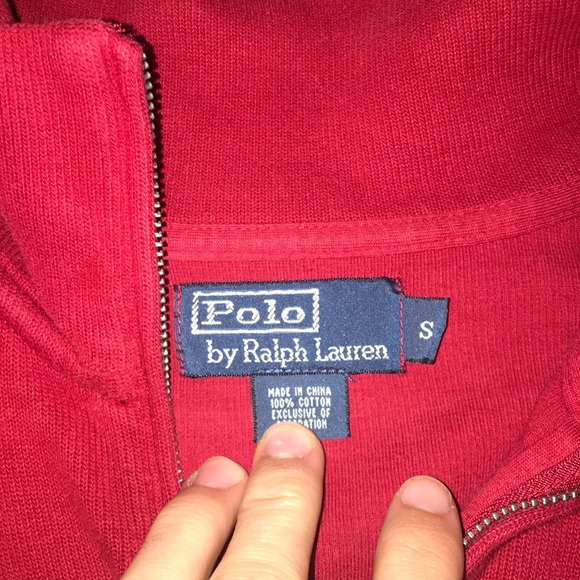 Polo
by Ralph Lauren
S
MADE IN CHINA
100% COTTON
EXCLUSIVE OF